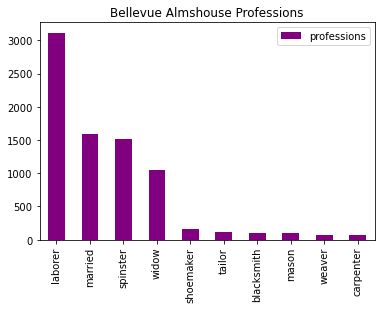 Bellevue Almshouse Professions
professions
3000
2500
2000
1500
1000
500
0
laborer
married
spinster
widow
shoemaker
tailor
blacksmith
mason
weaver
carpenter